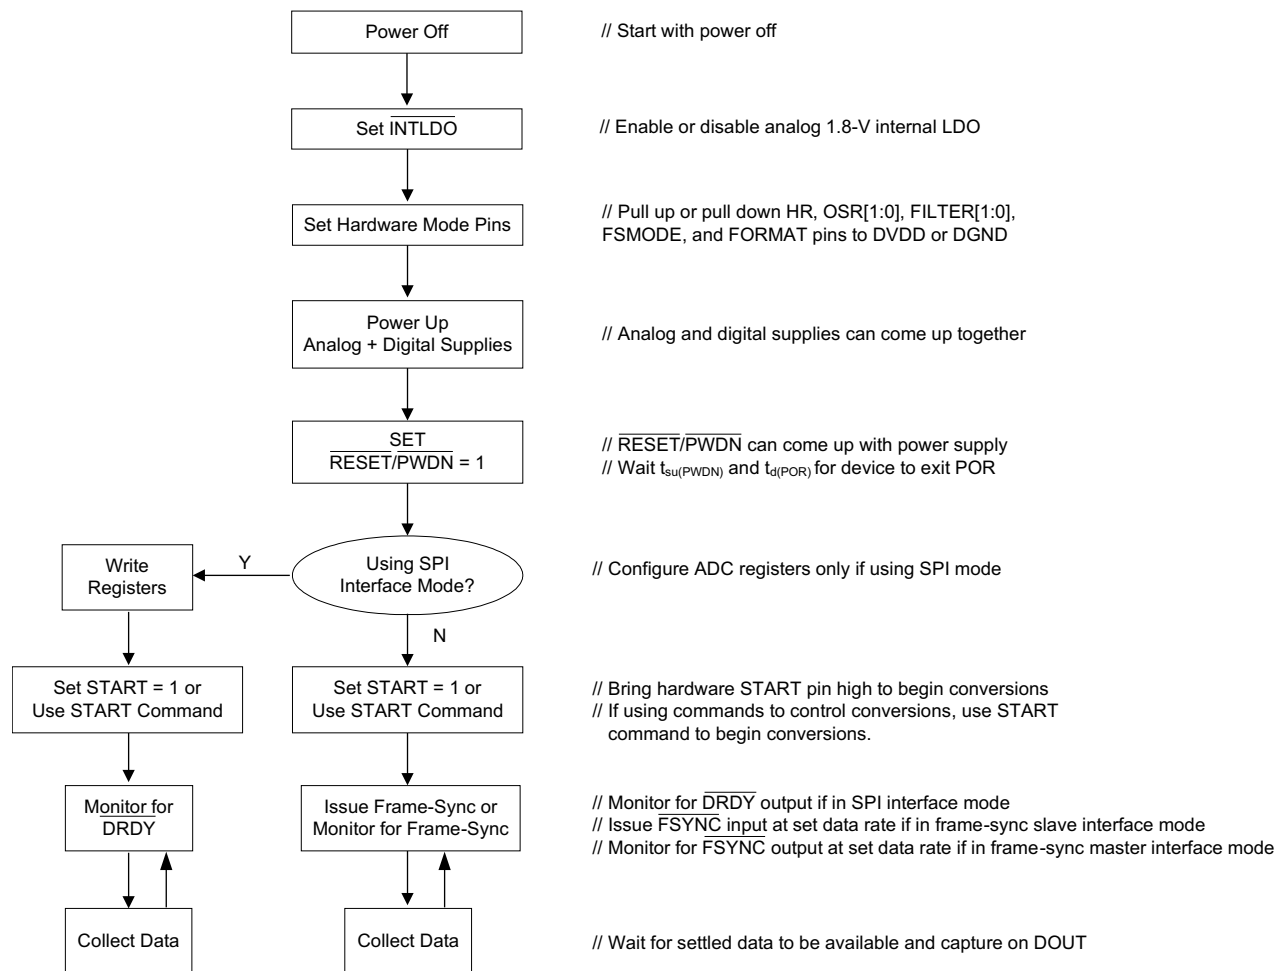 Power Off
// Start with power off
Set INTLDO
// Enable or disable analog 1.8-V internal LDO
Set Hardware Mode Pins
// Pull up or pull down HR, OSR[1:0], FILTER[1:0],
FSMODE, and FORMAT pins to DVDD or DGND
Power Up
Analog + Digital Supplies
// Analog and digital supplies can come up together
SET
RESET/PWDN = 1
// RESET/PWDN can come up with power supply
// Wait tsu(PWDN) and td(POR) for device to exit POR
Using SPI
Interface Mode?
Y
N
Write
Registers
// Configure ADC registers only if using SPI mode
Set START = 1 or
Use START Command
Set START = 1 or
Use START Command
// Bring hardware START pin high to begin conversions
// If using commands to control conversions, use START
command to begin conversions.
Monitor for
DRDY
Issue Frame-Sync or
Monitor for Frame-Sync
// Monitor for DRDY output if in SPI interface mode
// Issue FSYNC input at set data rate if in frame-sync slave interface mode
// Monitor for FSYNC output at set data rate if in frame-sync master interface mode
Collect Data
Collect Data
// Wait for settled data to be available and capture on DOUT